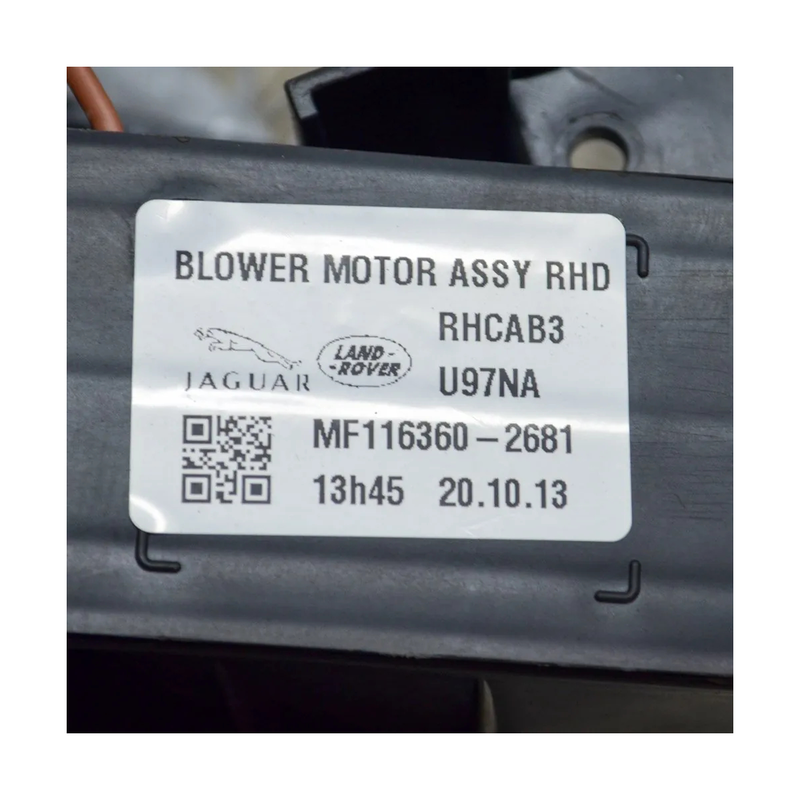 BLOWER MOTOR ASSY RHD
RHCAB3
LAND-
-ROVER
JAGUAR
U97NA
MF116360-2681
13h45 20.10.13